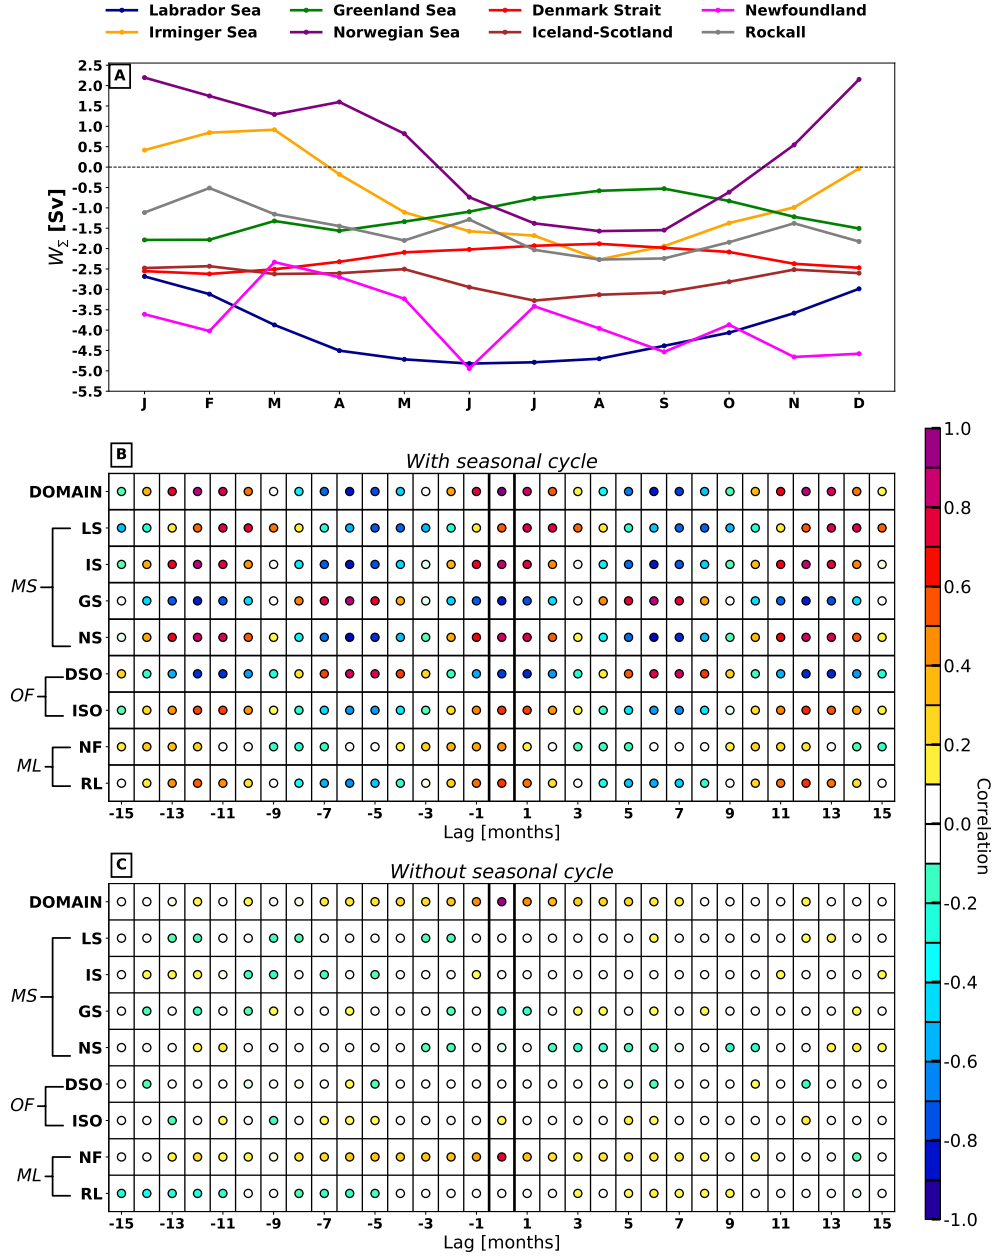 Labrador Sea Greenland Sea Denmark Strait Newfoundland
Irminger Sea Norwegian Sea Iceland-Scotland Rockall
A
W_Σ [Sv]
2.5
2.0
1.5
1.0
0.5
0.0
-0.5
-1.0
-1.5
-2.0
-2.5
-3.0
-3.5
-4.0
-4.5
-5.0
-5.5
J F M A M J J A S O N D
B
With seasonal cycle
DOMAIN
LS
IS
MS
GS
NS
DSO
OF
ISO
NF
ML
RL
-15 -13 -11 -9 -7 -5 -3 -1 1 3 5 7 9 11 13 15
Lag [months]
C
Without seasonal cycle
DOMAIN
LS
IS
MS
GS
NS
DSO
OF
ISO
NF
ML
RL
-15 -13 -11 -9 -7 -5 -3 -1 1 3 5 7 9 11 13 15
Lag [months]
1.0
0.8
0.6
0.4
0.2
0.0
-0.2
-0.4
-0.6
-0.8
-1.0
Correlation